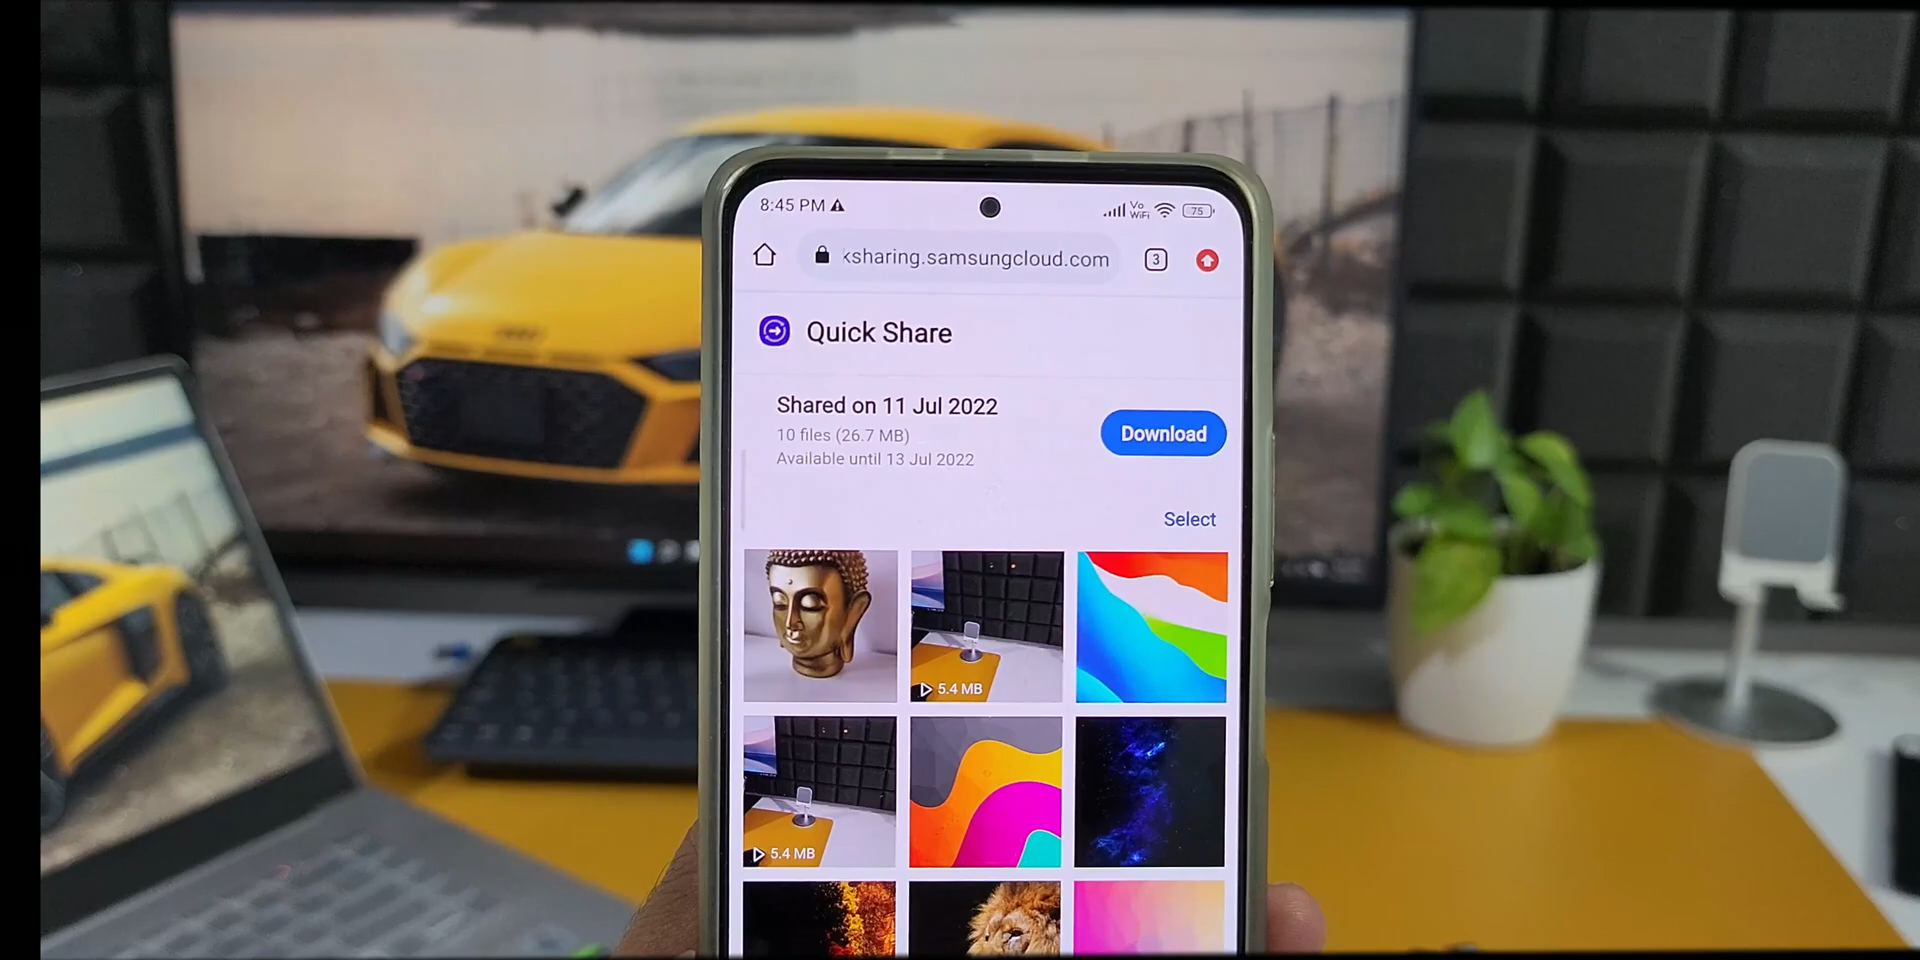 8:45 PM
Vo
WiFi
75
ksharing.samsungcloud.com
3
Quick Share
Shared on 11 Jul 2022
10 files (26.7 MB)
Available until 13 Jul 2022
Download
Select
5.4 MB
5.4 MB